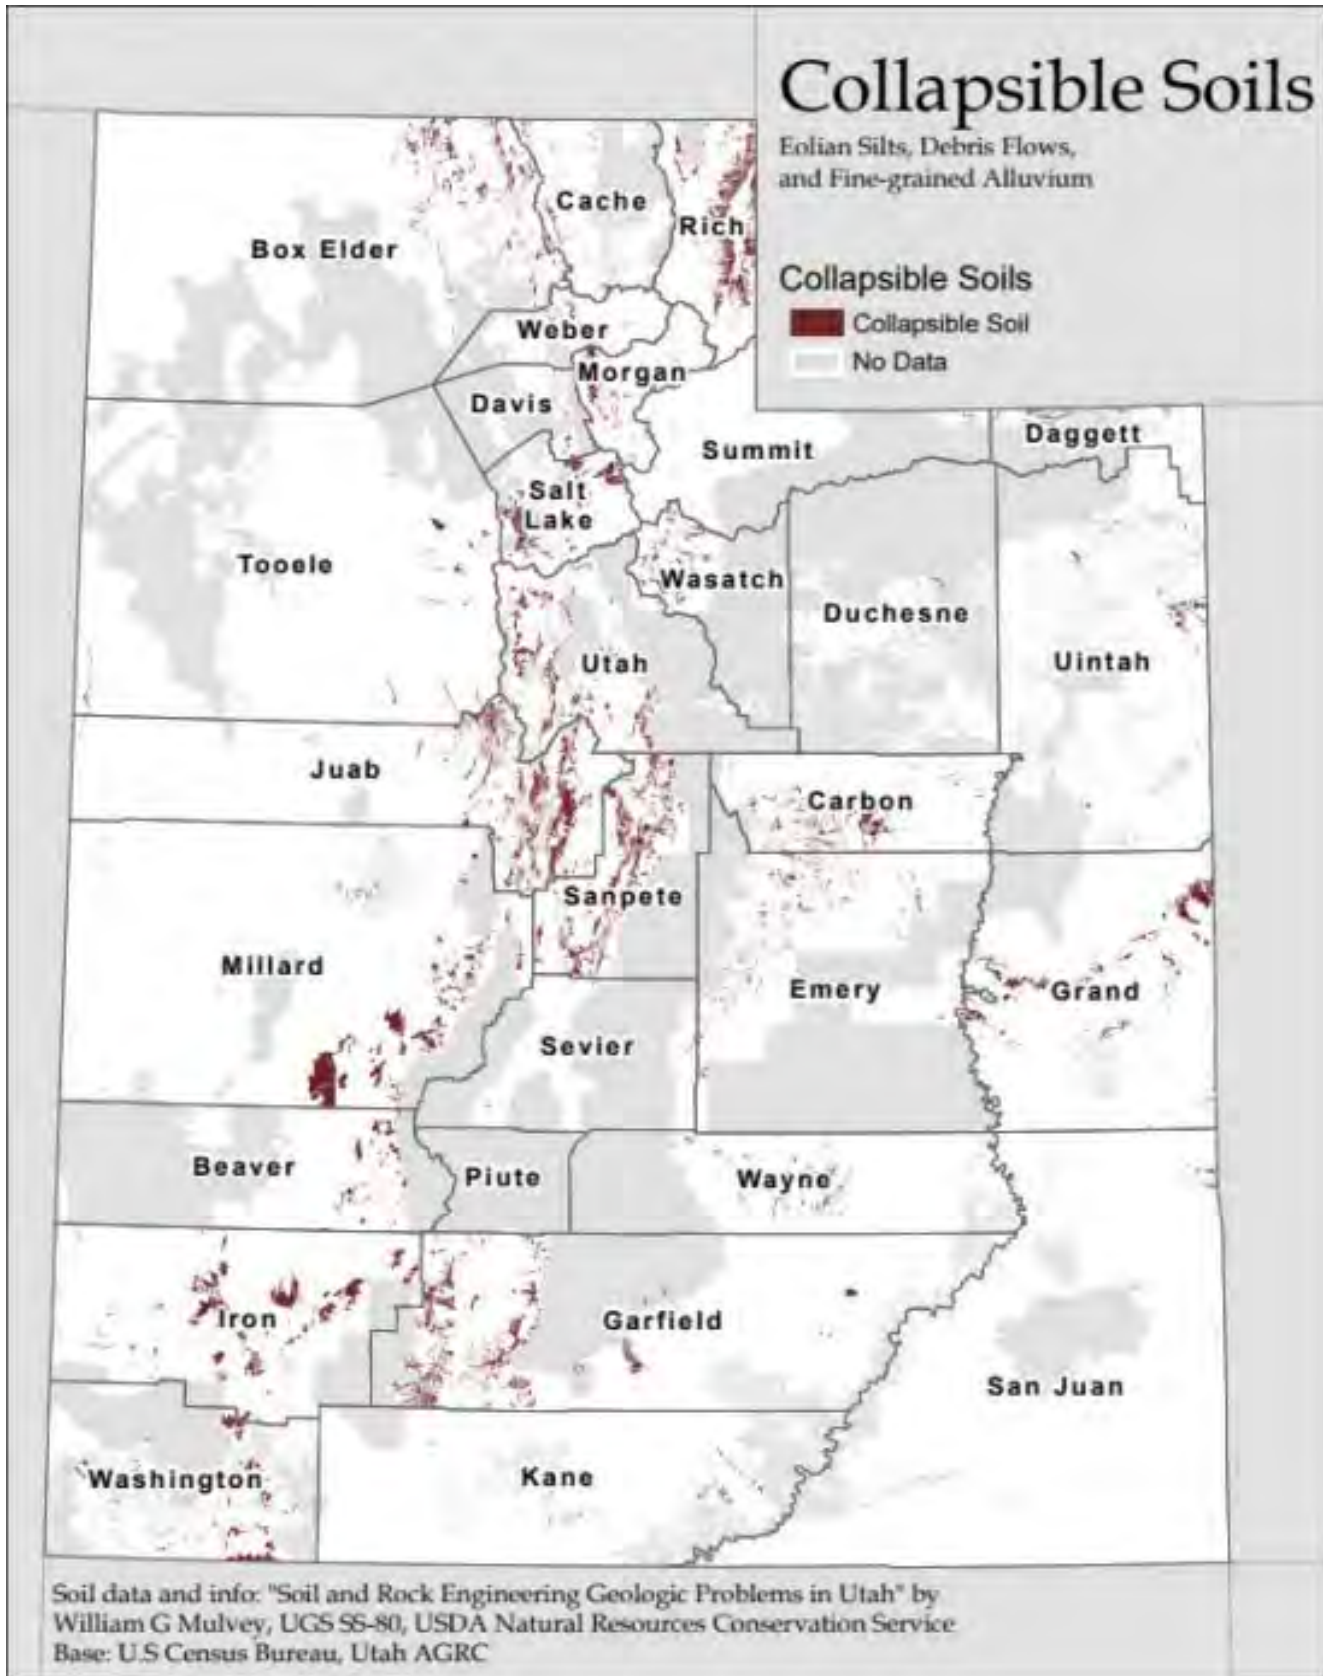 Collapsible Soils
Eolian Silts, Debris Flows,
and Fine-grained Alluvium
Collapsible Soils
Collapsible Soil
No Data
Cache
Rich
Box Elder
Weber
Morgan
Davis
Summit
Daggett
Salt
Lake
Tooele
Wasatch
Duchesne
Utah
Uintah
Juab
Carbon
Sanpete
Millard
Emery
Grand
Sevier
Beaver
Piute
Wayne
Iron
Garfield
San Juan
Washington
Kane
Soil data and info: "Soil and Rock Engineering Geologic Problems in Utah" by
William G Mulvey, UGS SS-80, USDA Natural Resources Conservation Service
Base: U.S Census Bureau, Utah AGRC